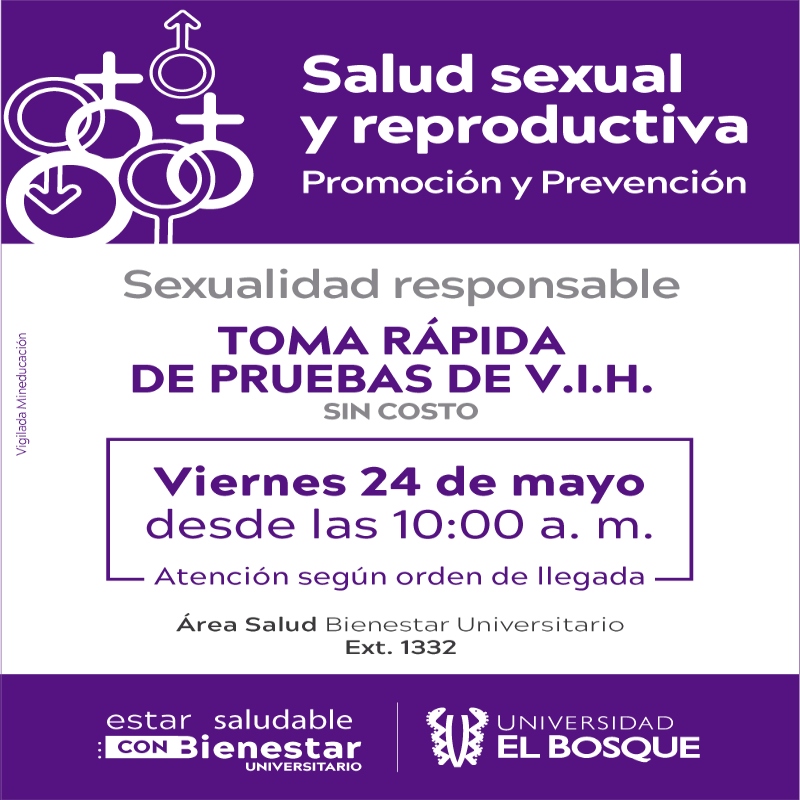 Salud sexual
y reproductiva
Promoción y Prevención
Sexualidad responsable
TOMA RÁPIDA
DE PRUEBAS DE V.I.H.
SIN COSTO
Viernes 24 de mayo
desde las 10:00 a. m.
Atención según orden de llegada
Área Salud Bienestar Universitario
Ext. 1332
Vigilada Mineducación
estar saludable
... CON Bienestar
UNIVERSITARIO
UNIVERSIDAD
EL BOSQUE